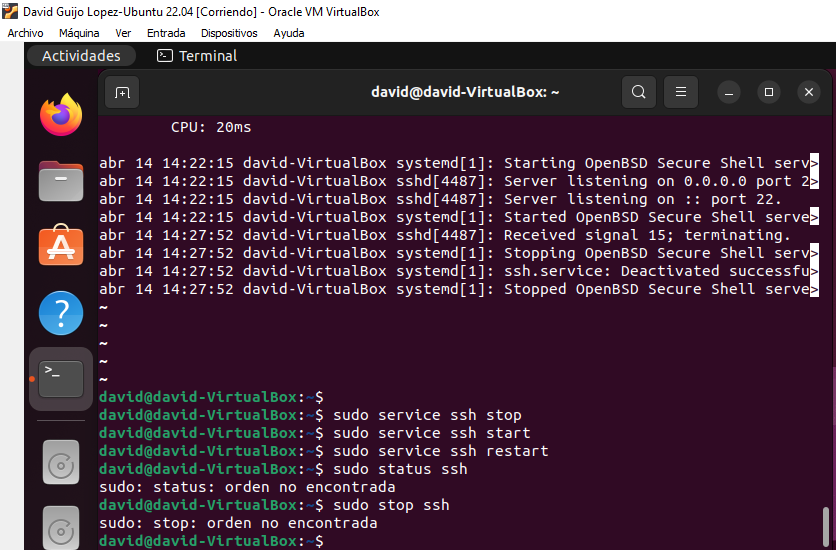 David Guijo Lopez-Ubuntu 22.04 [Corriendo] - Oracle VM VirtualBox
Archivo Máquina Ver Entrada Dispositivos Ayuda
Actividades Terminal
david@david-VirtualBox: ~
CPU: 20ms
abr 14 14:22:15 david-VirtualBox systemd[1]: Starting OpenBSD Secure Shell serv>
abr 14 14:22:15 david-VirtualBox sshd[4487]: Server listening on 0.0.0.0 port 2>
abr 14 14:22:15 david-VirtualBox sshd[4487]: Server listening on :: port 22.
abr 14 14:22:15 david-VirtualBox systemd[1]: Started OpenBSD Secure Shell serve>
abr 14 14:27:52 david-VirtualBox sshd[4487]: Received signal 15; terminating.
abr 14 14:27:52 david-VirtualBox systemd[1]: Stopping OpenBSD Secure Shell serv>
abr 14 14:27:52 david-VirtualBox systemd[1]: ssh.service: Deactivated successfu>
abr 14 14:27:52 david-VirtualBox systemd[1]: Stopped OpenBSD Secure Shell serve>
~
~
~
~
~
david@david-VirtualBox:~$
david@david-VirtualBox:~$ sudo service ssh stop
david@david-VirtualBox:~$ sudo service ssh start
david@david-VirtualBox:~$ sudo service ssh restart
david@david-VirtualBox:~$ sudo status ssh
sudo: status: orden no encontrada
david@david-VirtualBox:~$ sudo stop ssh
sudo: stop: orden no encontrada
david@david-VirtualBox:~$